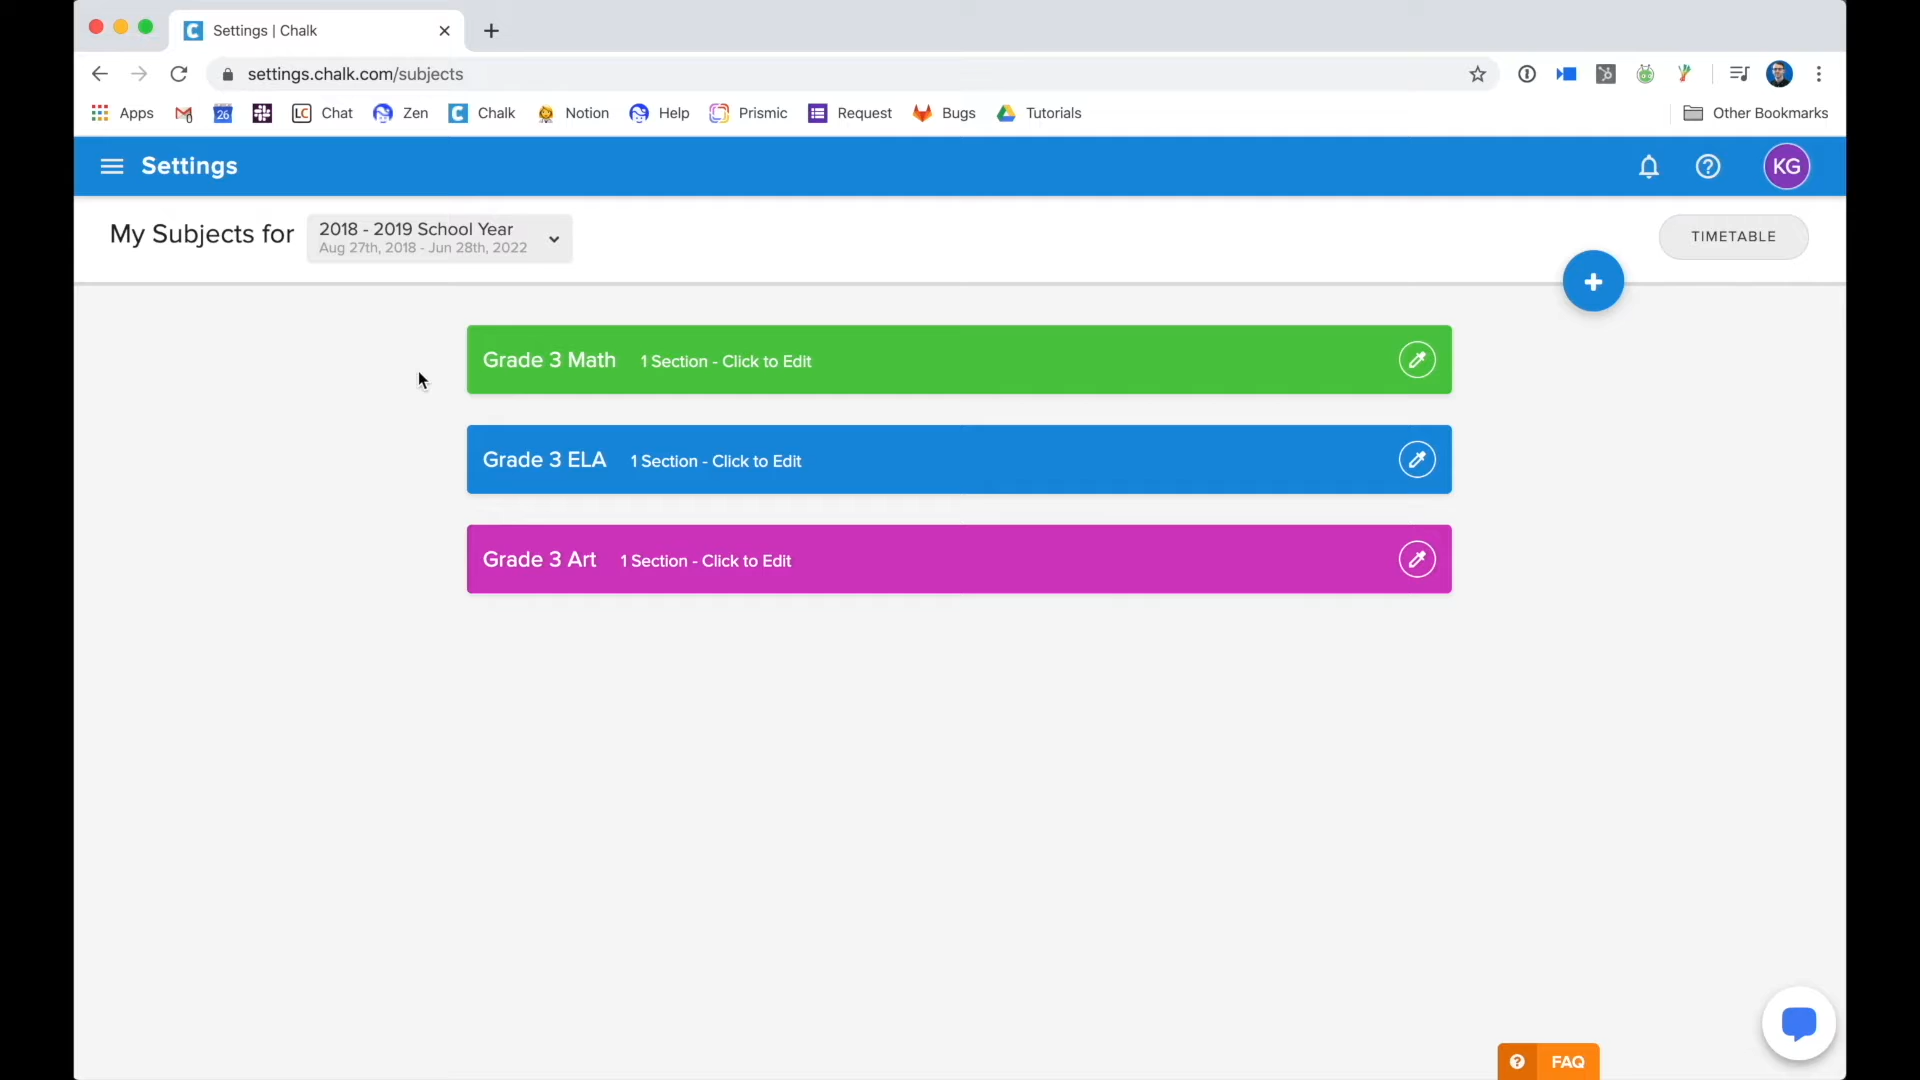 Settings | Chalk
settings.chalk.com/subjects
Apps
26
LC Chat
Zen
C Chalk
Notion
Help
Prismic
Request
Bugs
Tutorials
Other Bookmarks
Settings
KG
My Subjects for
2018 - 2019 School Year
Aug 27th, 2018 - Jun 28th, 2022
TIMETABLE
Grade 3 Math 1 Section - Click to Edit
Grade 3 ELA 1 Section - Click to Edit
Grade 3 Art 1 Section - Click to Edit
FAQ